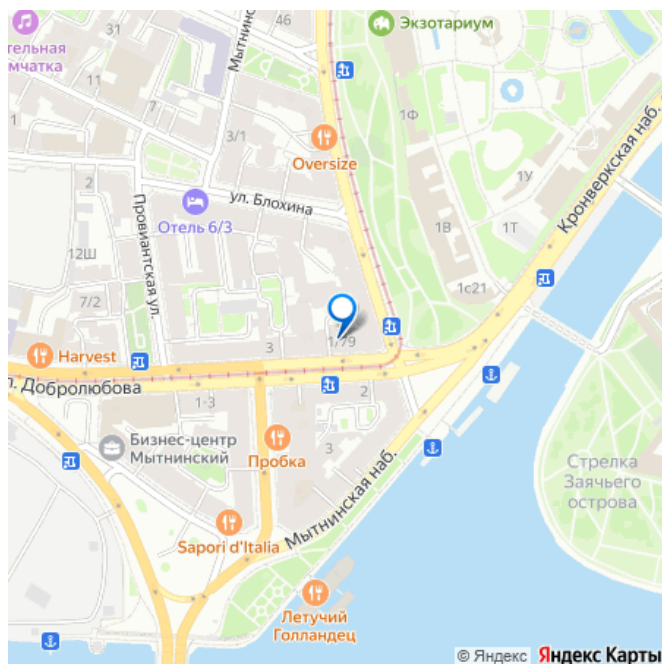 46
Экзотариум
тельная
мчатка
11
31
Мытнинска
7
1
3/1
1Ф
Oversize
2
ул. Блохина
1У
Отель 6/3
Провиантская ул.
1В
1Т
Кронверкская наб.
12Ш
1с21
7/2
1/79
Harvest
3
л. Добролюбова
1-3
2
Бизнес-центр
Мытнинский
Пробка
3
Мытнинская наб.
Стрелка
Заячьего
острова
Sapori d'Italia
Летучий
Голландец
© Яндекс Яндекс Карты